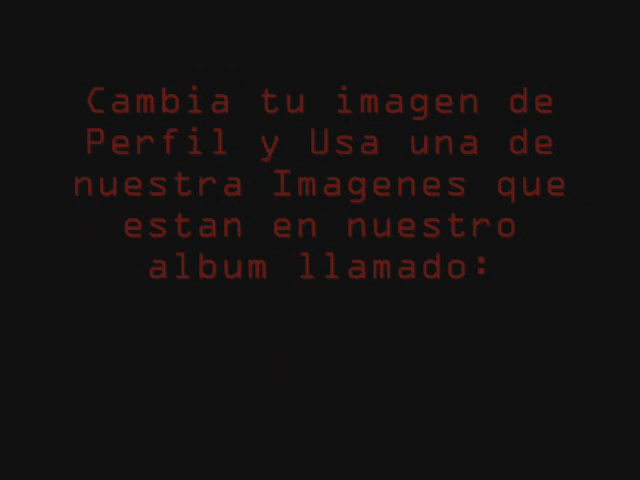 Cambia tu imagen de
Perfil y Usa una de
nuestra Imagenes que
estan en nuestro
album llamado: